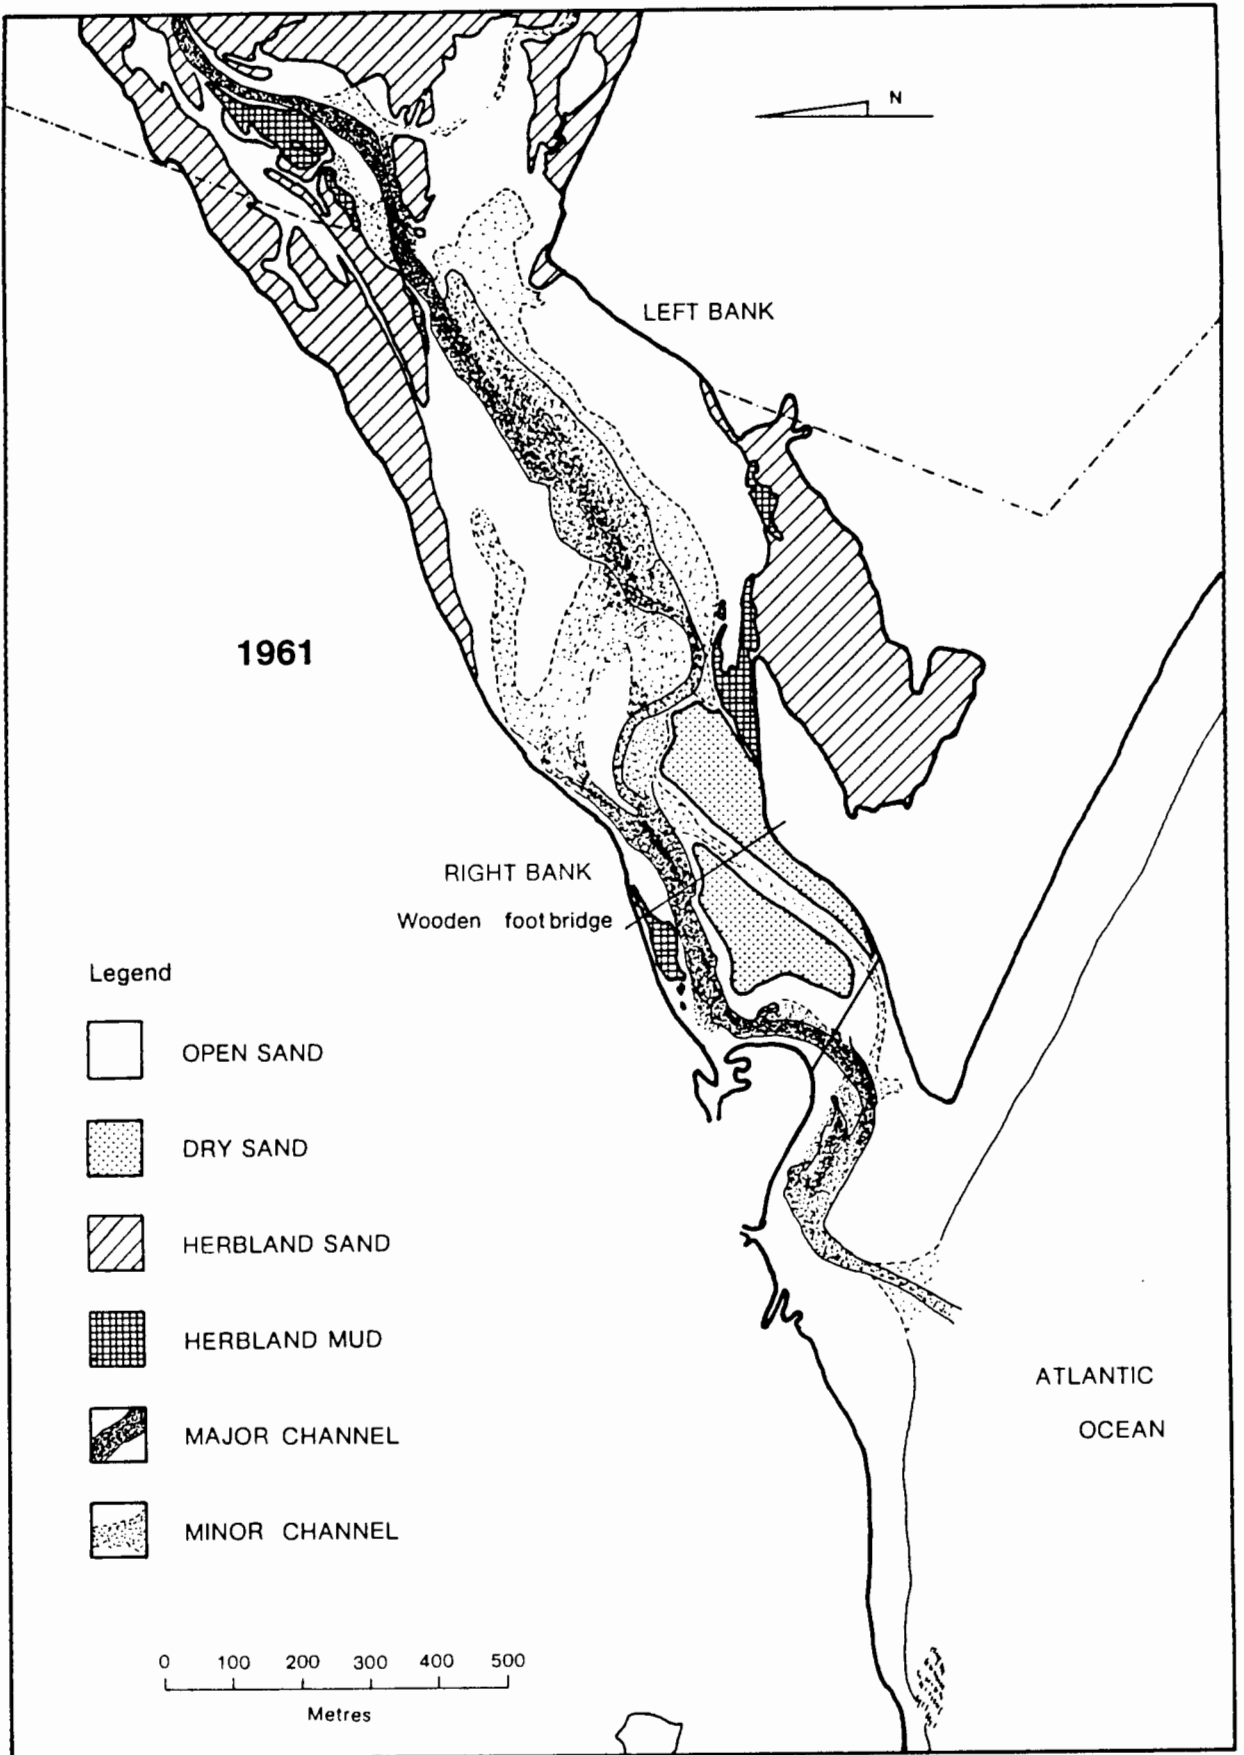 N
LEFT BANK
1961
RIGHT BANK
Wooden foot bridge
Legend
OPEN SAND
DRY SAND
HERBLAND SAND
HERBLAND MUD
MAJOR CHANNEL
MINOR CHANNEL
ATLANTIC
OCEAN
0 100 200 300 400 500
Metres